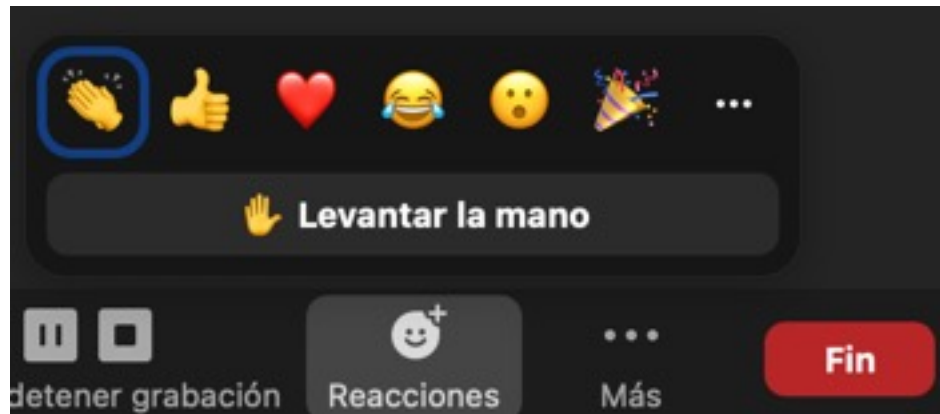 Levantar la mano
detener grabación Reacciones Más Fin